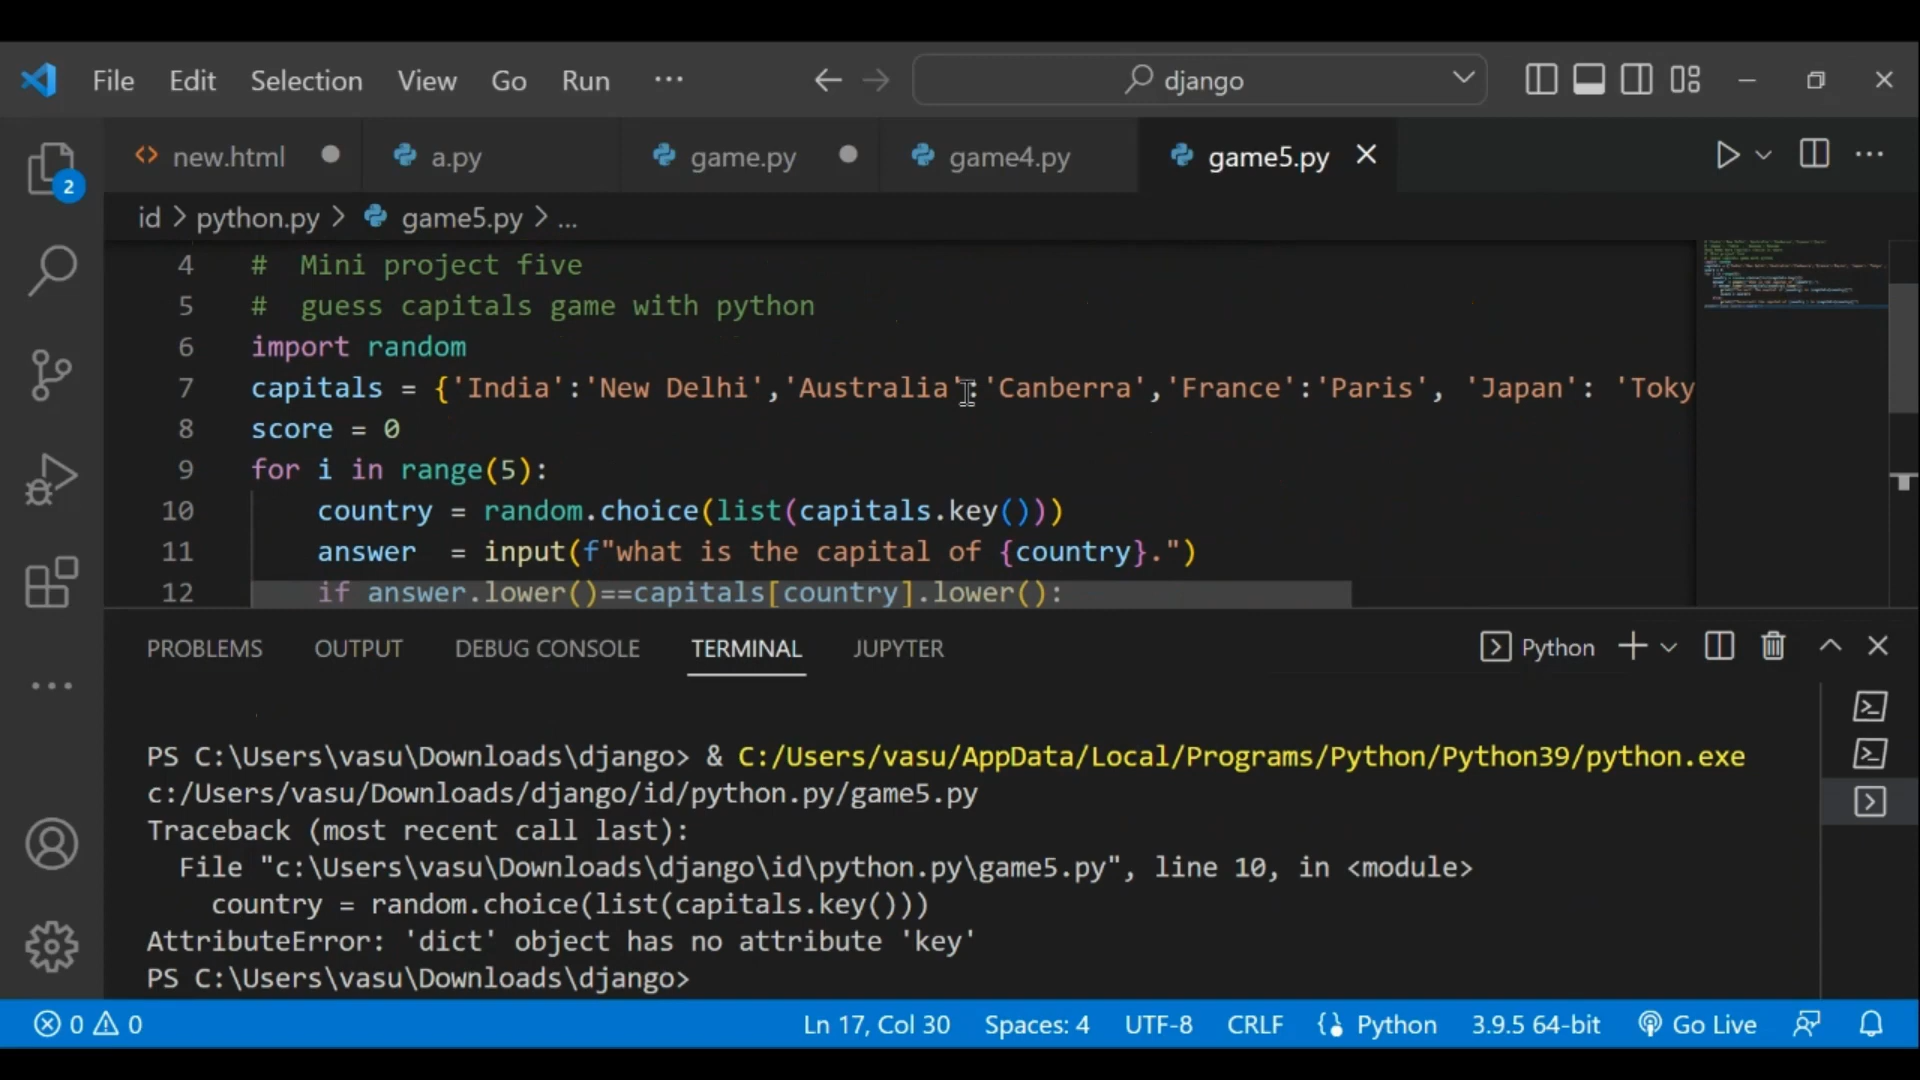 File Edit Selection View Go Run ··· django
new.html a.py game.py game4.py game5.py
id > python.py > game5.py > ...
4 # Mini project five
5 # guess capitals game with python
6 import random
7 capitals = {'India':'New Delhi','Australia':'Canberra','France':'Paris', 'Japan': 'Toky
8 score = 0
9 for i in range(5):
10 country = random.choice(list(capitals.key()))
11 answer  = input(f"what is the capital of {country}.")
12 if answer.lower()==capitals[country].lower():
PROBLEMS OUTPUT DEBUG CONSOLE TERMINAL JUPYTER Python
PS C:\Users\vasu\Downloads\django> & C:/Users/vasu/AppData/Local/Programs/Python/Python39/python.exe
c:/Users/vasu/Downloads/django/id/python.py/game5.py
Traceback (most recent call last):
File "c:\Users\vasu\Downloads\django\id\python.py\game5.py", line 10, in <module>
country = random.choice(list(capitals.key()))
AttributeError: 'dict' object has no attribute 'key'
PS C:\Users\vasu\Downloads\django>
2
0 0 Ln 17, Col 30 Spaces: 4 UTF-8 CRLF Python 3.9.5 64-bit Go Live